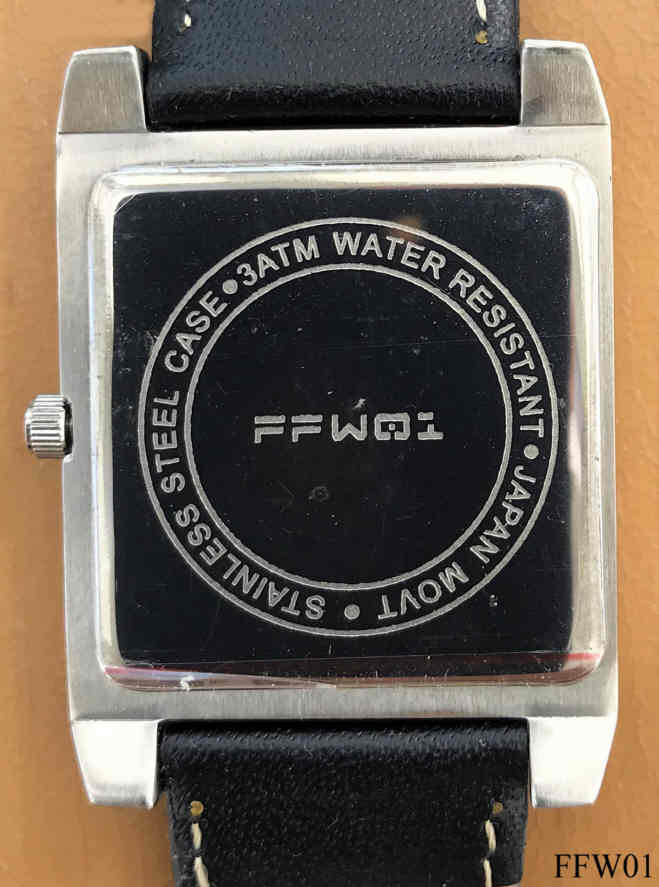 3ATM WATER RESISTANT • JAPAN MOVT • STAINLESS STEEL CASE •
FFW01
FFW01